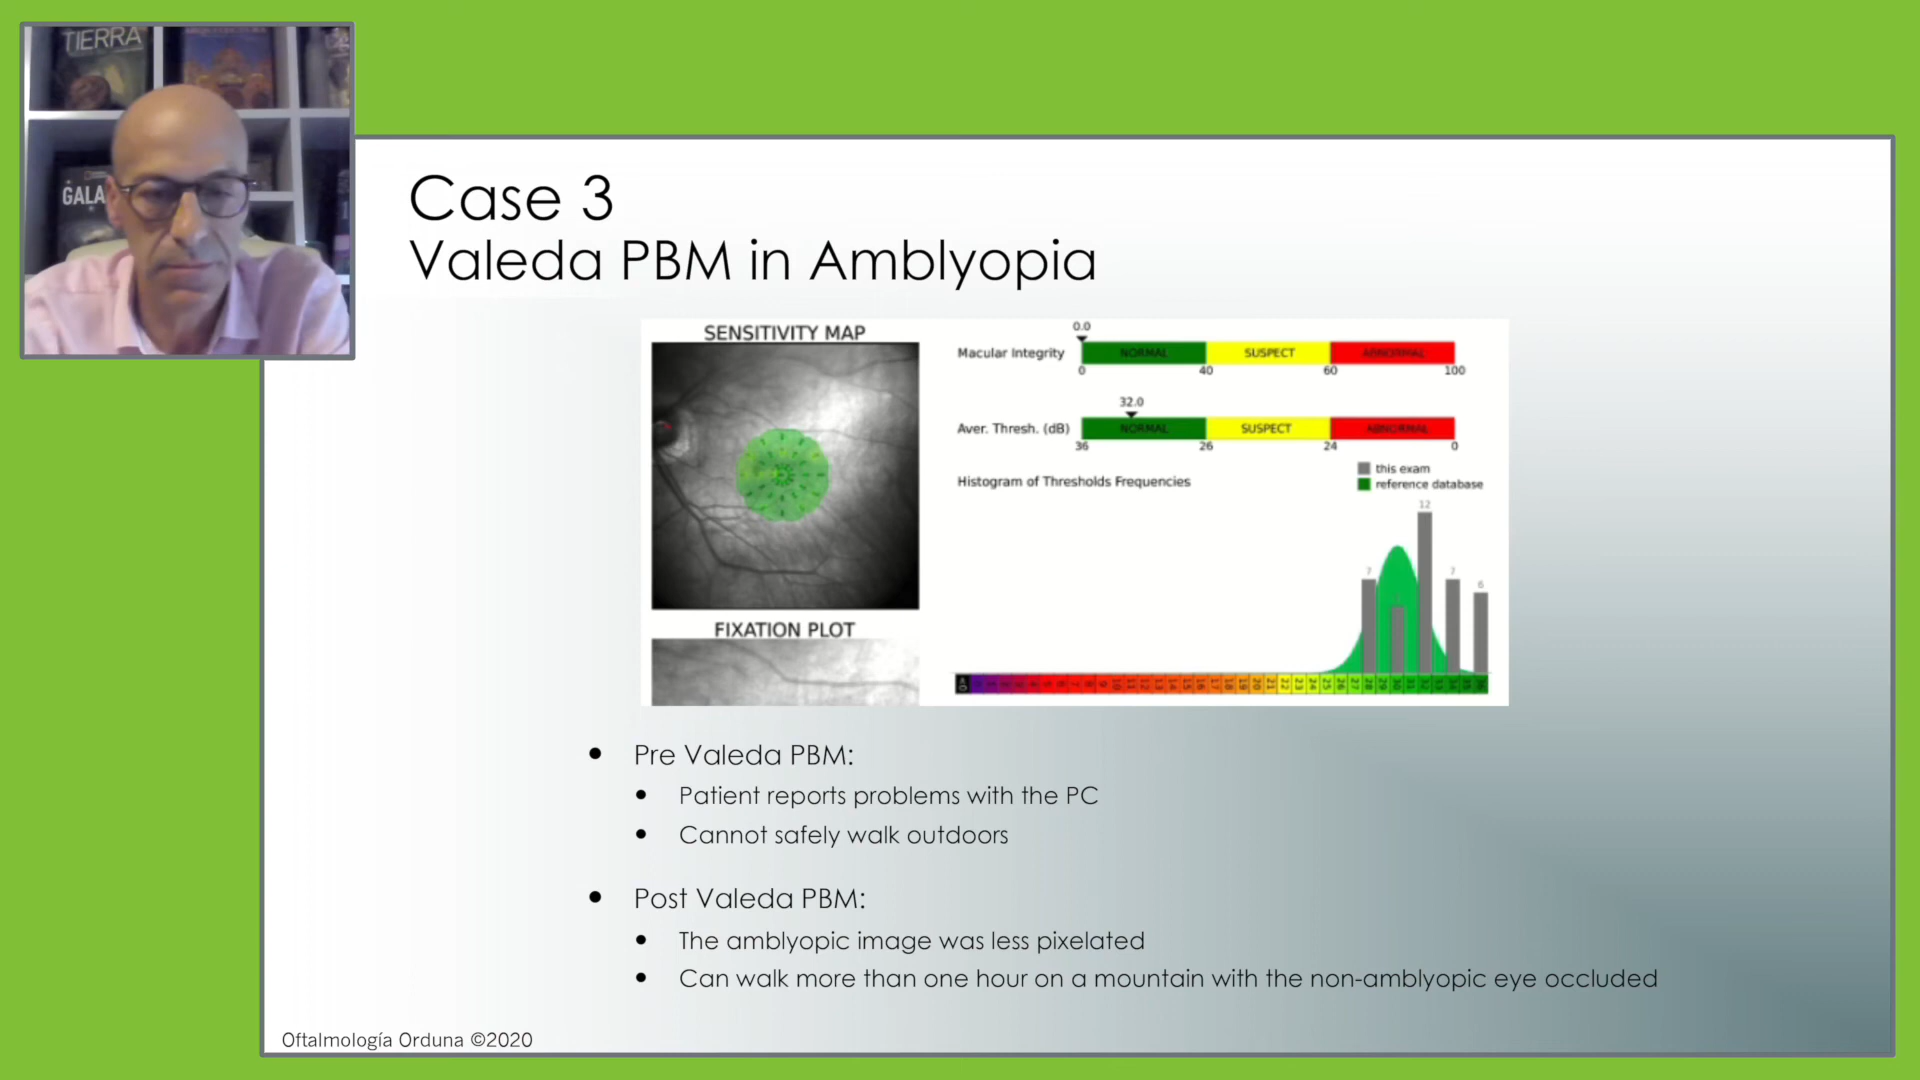 TIERRA
GALA
Case 3
Valeda PBM in Amblyopia
SENSITIVITY MAP
FIXATION PLOT
0.0
Macular Integrity
NORMAL SUSPECT ABNORMAL
0 40 60 100
32.0
Aver. Thresh. (dB)
NORMAL SUSPECT ABNORMAL
36 26 24 0
this exam
Histogram of Thresholds Frequencies
reference database
12
7 7 6
<0
• Pre Valeda PBM:
• Patient reports problems with the PC
• Cannot safely walk outdoors
• Post Valeda PBM:
• The amblyopic image was less pixelated
• Can walk more than one hour on a mountain with the non-amblyopic eye occluded
Oftalmología Orduna ©2020